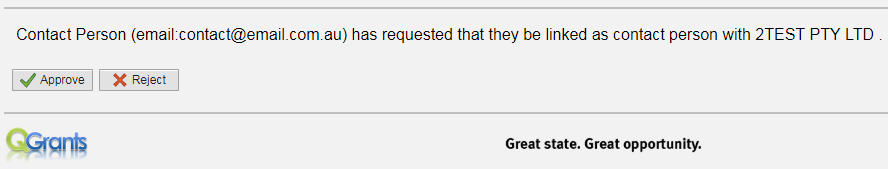 Contact Person (email:contact@email.com.au) has requested that they be linked as contact person with 2TEST PTY LTD .
Approve Reject
QGrants Great state. Great opportunity.